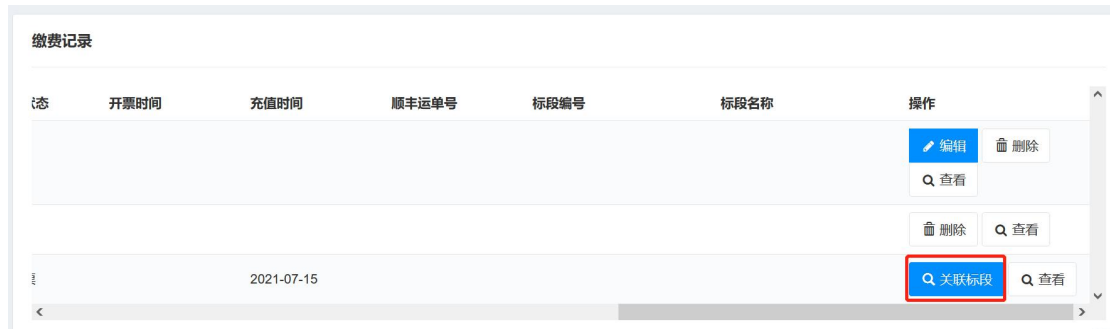 缴费记录
态 开票时间 充值时间 顺丰运单号 标段编号 标段名称 操作
编辑 删除
查看
删除 查看
2021-07-15 关联标段 查看